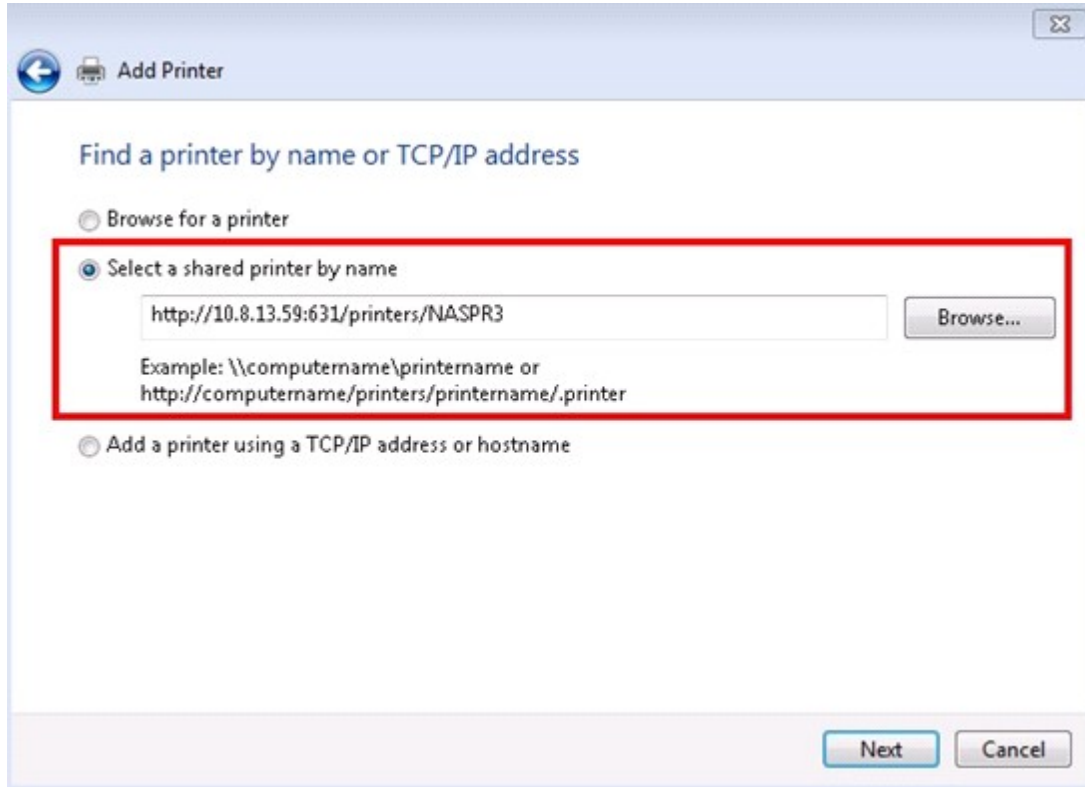 Add Printer
Find a printer by name or TCP/IP address
Browse for a printer
Select a shared printer by name
http://10.8.13.59:631/printers/NASPR3
Browse...
Example: \\computername\printername or
http://computername/printers/printername/.printer
Add a printer using a TCP/IP address or hostname
Next
Cancel